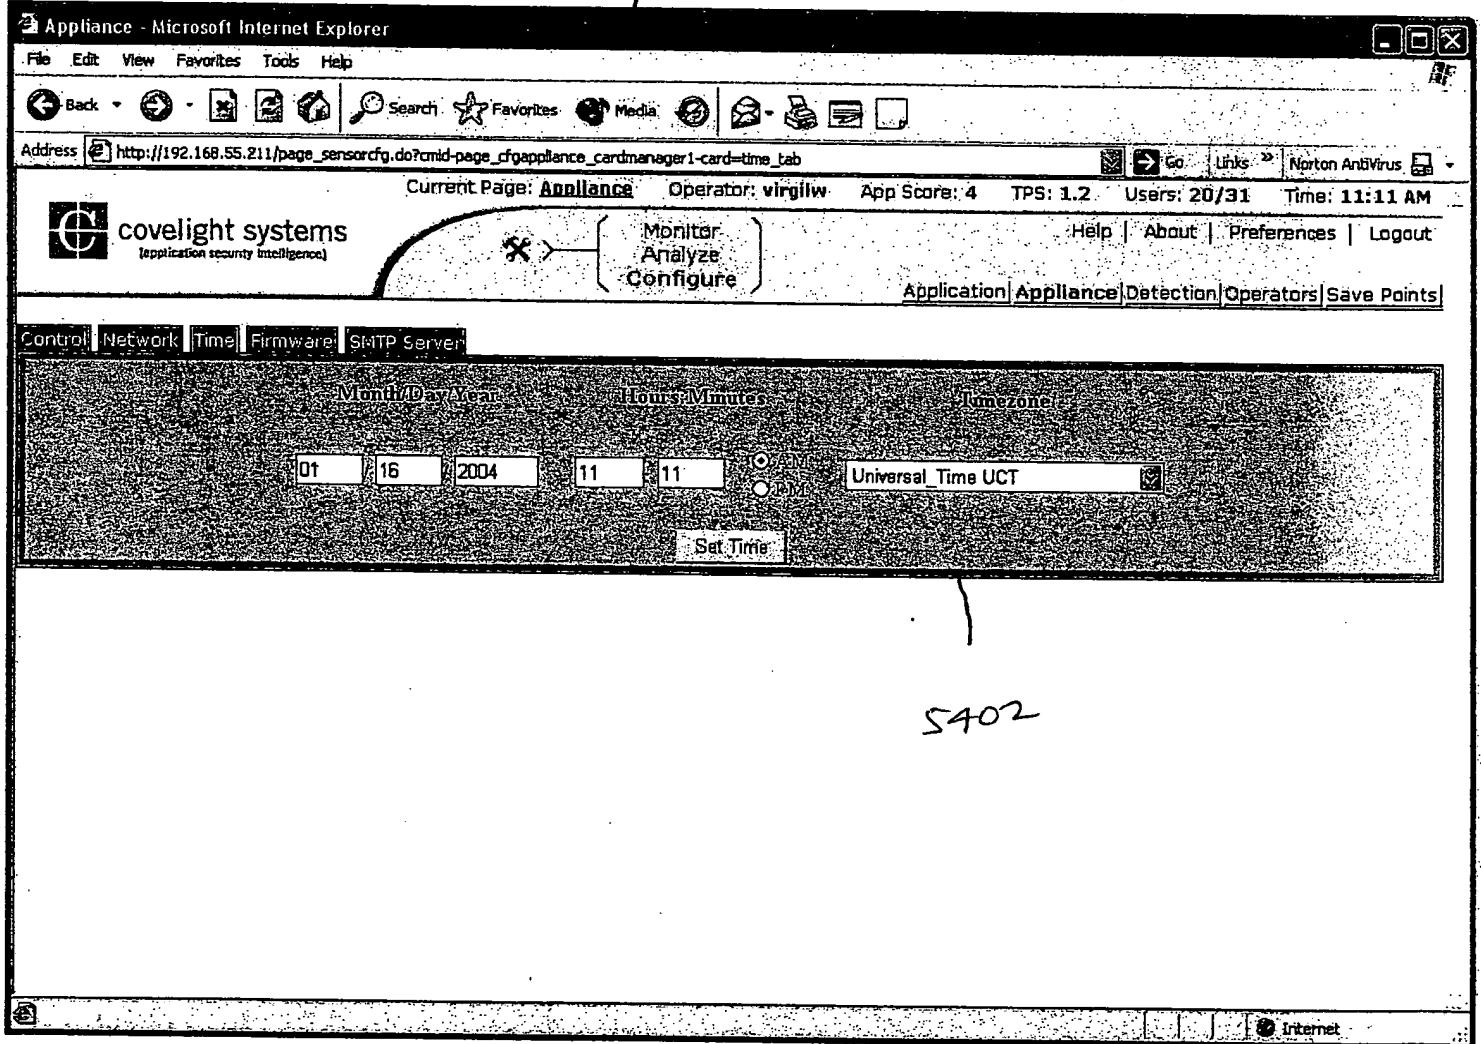 Appliance - Microsoft Internet Explorer
File Edit View Favorites Tools Help
Back Search Favorites Media
Address http://192.168.55.211/page_sensorcfg.do?cmid-page_cfgappliance_cardmanager1-card=time_tab Go Links » Norton AntiVirus
Current Page: Appliance Operator: virgilw App Score: 4 TPS: 1.2 Users: 20/31 Time: 11:11 AM
covelight systems
[application security intelligence]
Monitor
Analyze
Configure
Help | About | Preferences | Logout
Application| Appliance|Detection|Operators|Save Points|
Control Network Time Firmware SMTP Server
Month/Day/Year Hours:Minutes Timezone
01 / 16 / 2004 11 : 11 AM
PM
Universal_Time UCT
Set Time
5402
Internet